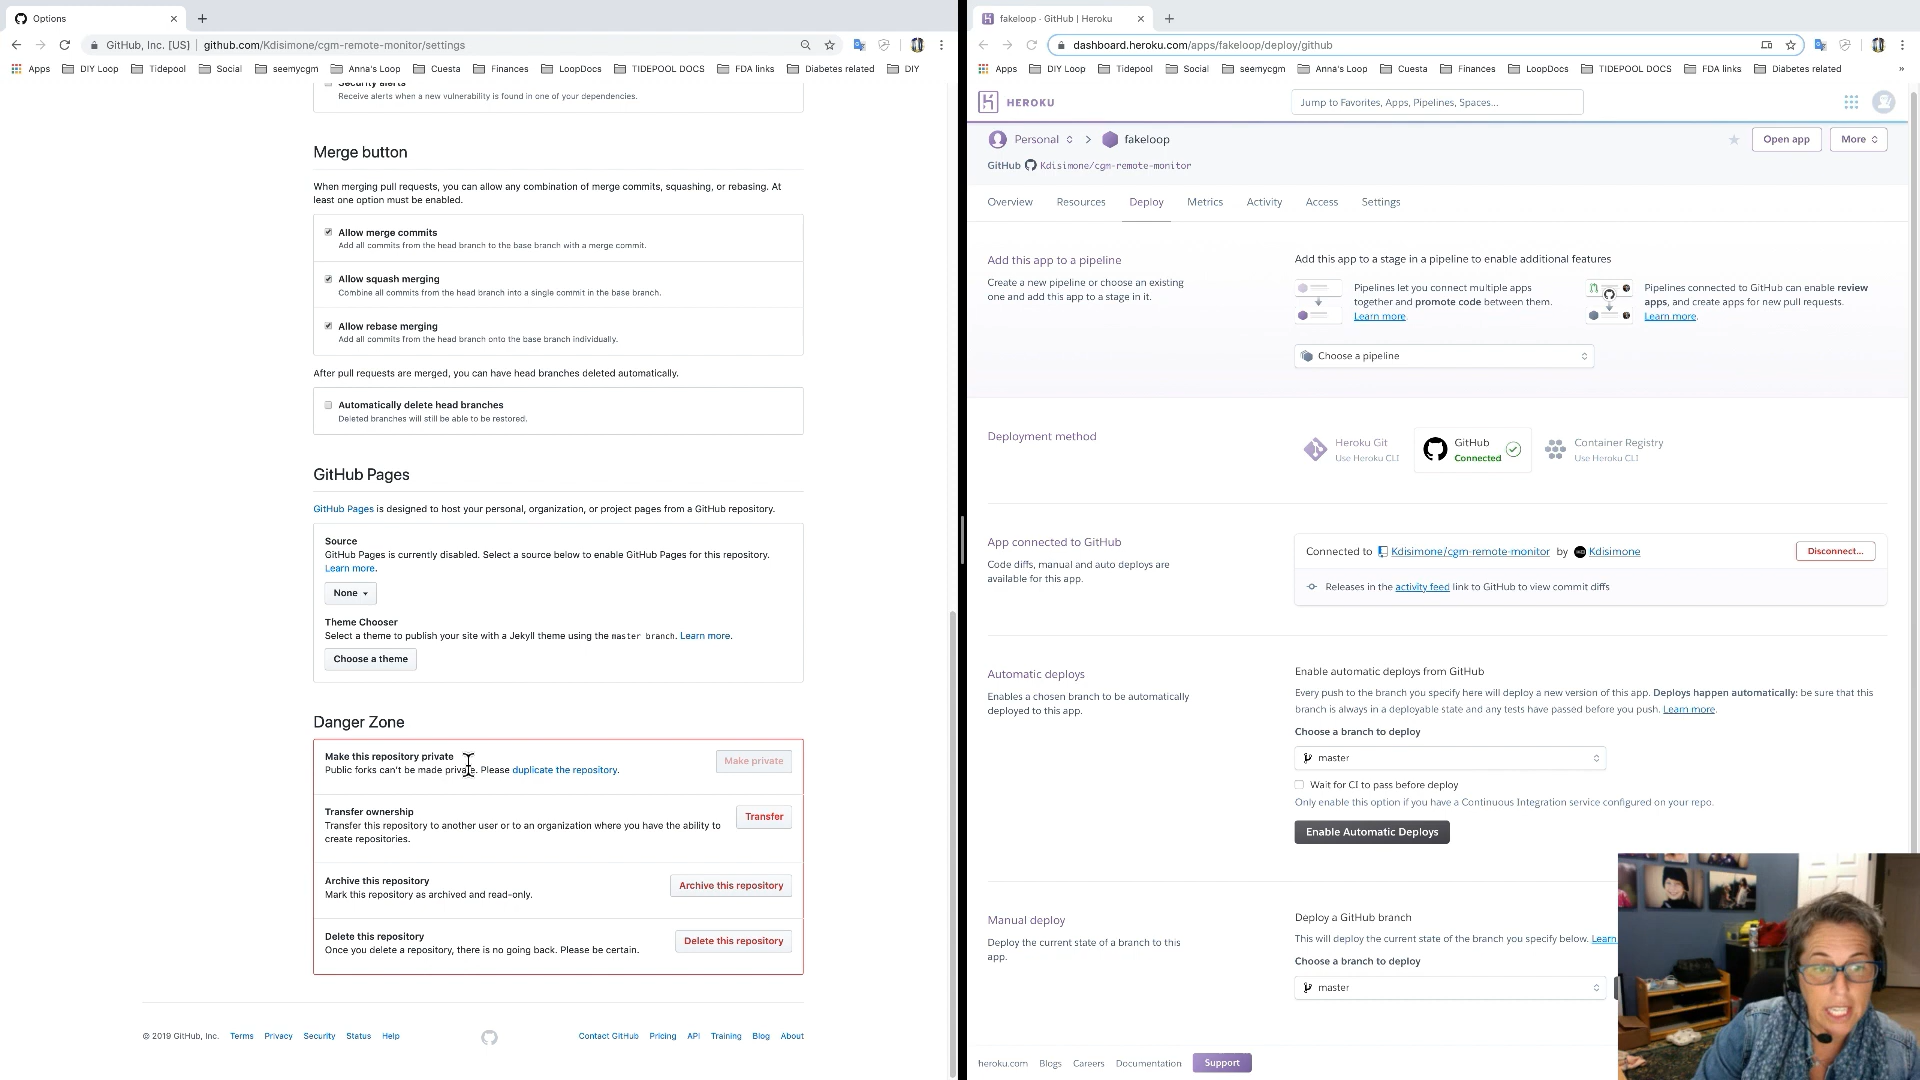 Options
GitHub, Inc. [US]
github.com/Kdisimone/cgm-remote-monitor/settings
Apps
DIY Loop
Tidepool
Social
seemycgm
Anna's Loop
Cuesta
Finances
LoopDocs
TIDEPOOL DOCS
FDA links
Diabetes related
DIY
Security alerts
Receive alerts when a new vulnerability is found in one of your dependencies.
Merge button
When merging pull requests, you can allow any combination of merge commits, squashing, or rebasing. At
least one option must be enabled.
Allow merge commits
Add all commits from the head branch to the base branch with a merge commit.
Allow squash merging
Combine all commits from the head branch into a single commit in the base branch.
Allow rebase merging
Add all commits from the head branch onto the base branch individually.
After pull requests are merged, you can have head branches deleted automatically.
Automatically delete head branches
Deleted branches will still be able to be restored.
GitHub Pages
GitHub Pages is designed to host your personal, organization, or project pages from a GitHub repository.
Source
GitHub Pages is currently disabled. Select a source below to enable GitHub Pages for this repository.
Learn more.
None
Theme Chooser
Select a theme to publish your site with a Jekyll theme using the master branch. Learn more.
Choose a theme
Danger Zone
Make this repository private
Public forks can't be made private. Please duplicate the repository.
Make private
Transfer ownership
Transfer this repository to another user or to an organization where you have the ability to
create repositories.
Transfer
Archive this repository
Mark this repository as archived and read-only.
Archive this repository
Delete this repository
Once you delete a repository, there is no going back. Please be certain.
Delete this repository
© 2019 GitHub, Inc.
Terms
Privacy
Security
Status
Help
Contact GitHub
Pricing
API
Training
Blog
About
fakeloop - GitHub | Heroku
dashboard.heroku.com/apps/fakeloop/deploy/github
Apps
DIY Loop
Tidepool
Social
seemycgm
Anna's Loop
Cuesta
Finances
LoopDocs
TIDEPOOL DOCS
FDA links
Diabetes related
»
HEROKU
Jump to Favorites, Apps, Pipelines, Spaces...
Personal
fakeloop
Open app
More
GitHub Kdisimone/cgm-remote-monitor
Overview
Resources
Deploy
Metrics
Activity
Access
Settings
Add this app to a pipeline
Create a new pipeline or choose an existing
one and add this app to a stage in it.
Add this app to a stage in a pipeline to enable additional features
Pipelines let you connect multiple apps
together and promote code between them.
Learn more.
Pipelines connected to GitHub can enable review
apps, and create apps for new pull requests.
Learn more.
Choose a pipeline
Deployment method
Heroku Git
Use Heroku CLI
GitHub
Connected
Container Registry
Use Heroku CLI
App connected to GitHub
Code diffs, manual and auto deploys are
available for this app.
Connected to Kdisimone/cgm-remote-monitor by Kdisimone
Disconnect...
Releases in the activity feed link to GitHub to view commit diffs
Automatic deploys
Enables a chosen branch to be automatically
deployed to this app.
Enable automatic deploys from GitHub
Every push to the branch you specify here will deploy a new version of this app. Deploys happen automatically: be sure that this
branch is always in a deployable state and any tests have passed before you push. Learn more.
Choose a branch to deploy
master
Wait for CI to pass before deploy
Only enable this option if you have a Continuous Integration service configured on your repo.
Enable Automatic Deploys
Manual deploy
Deploy the current state of a branch to this
app.
Deploy a GitHub branch
This will deploy the current state of the branch you specify below. Learn
Choose a branch to deploy
master
heroku.com
Blogs
Careers
Documentation
Support